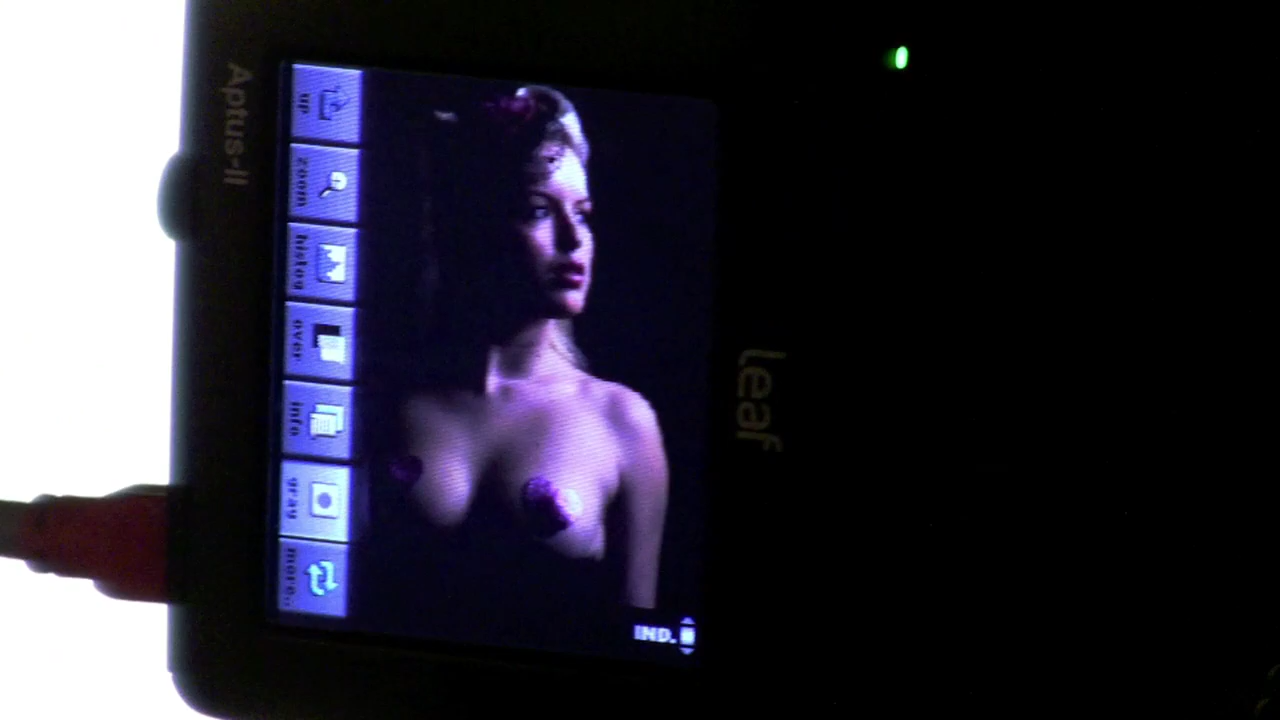 Aptus-II
up
zoom
histog
over
info
gray
more..
leaf
IND.